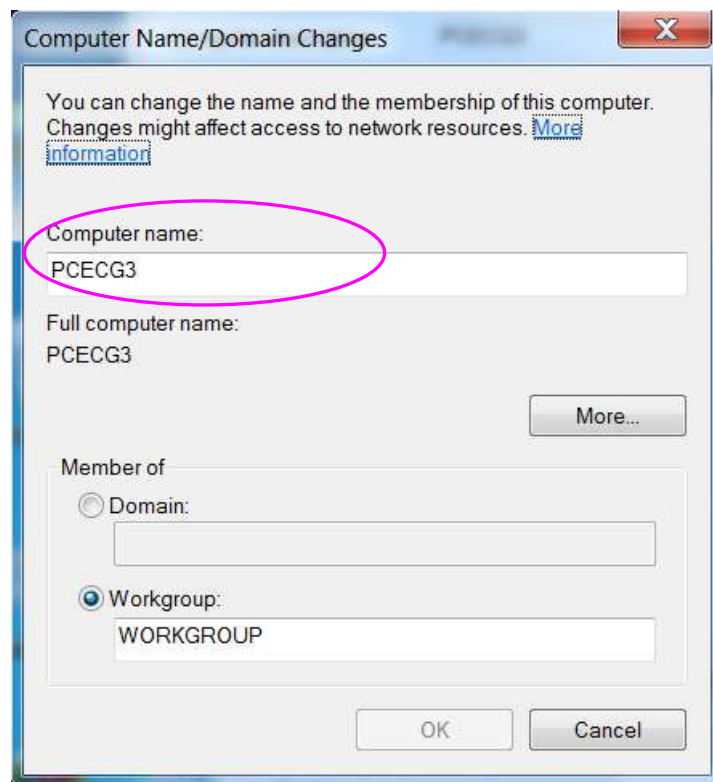 Computer Name/Domain Changes
You can change the name and the membership of this computer.
Changes might affect access to network resources. More
information
Computer name:
PCECG3
Full computer name:
PCECG3
More...
Member of
Domain:
Workgroup:
WORKGROUP
OK
Cancel